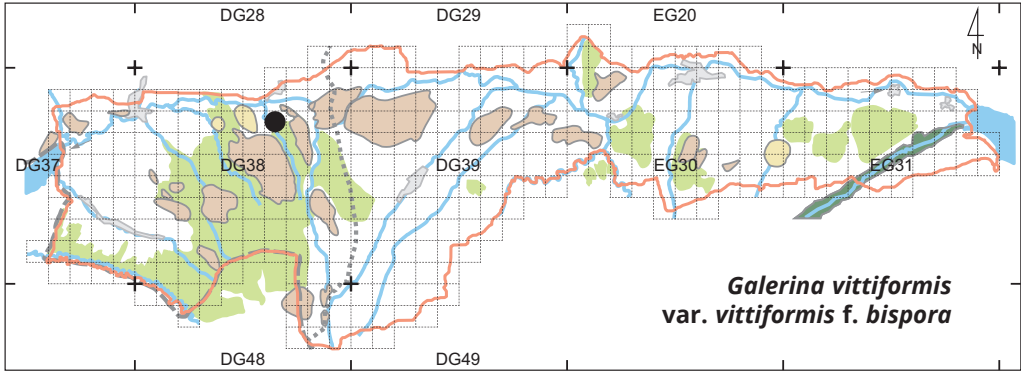 DG28 DG29 EG20
N
DG37 DG38 DG39 EG30 EG31
Galerina vittiformis
var. vittiformis f. bispora
DG48 DG49